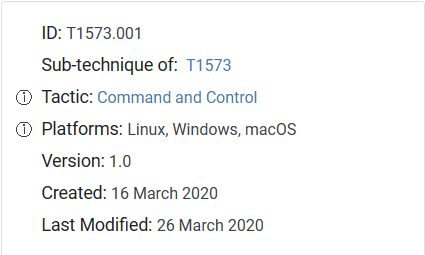 ID: T1573.001
Sub-technique of: T1573
ⓘ Tactic: Command and Control
ⓘ Platforms: Linux, Windows, macOS
Version: 1.0
Created: 16 March 2020
Last Modified: 26 March 2020